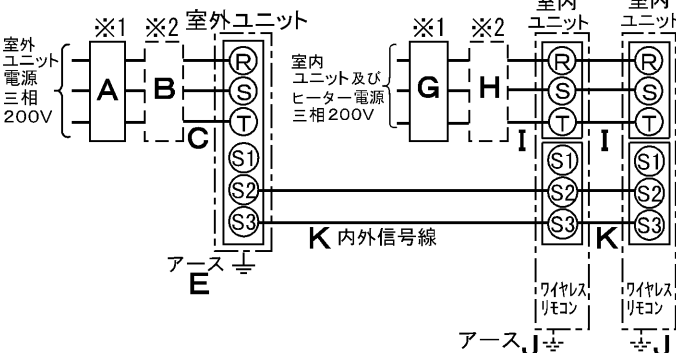 ※1 ※2 室外ユニット
室外
ユニット
電源
三相
200V
A
B
C
R
S
T
S1
S2
S3
アース
E
※1 ※2
室内
ユニット及び
ヒーター電源
三相200V
G
H
I
室内
ユニット
R
S
T
S1
S2
S3
ワイヤレス
リモコン
K 内外信号線
アース J
I
K
室内
ユニット
R
S
T
S1
S2
S3
ワイヤレス
リモコン
J